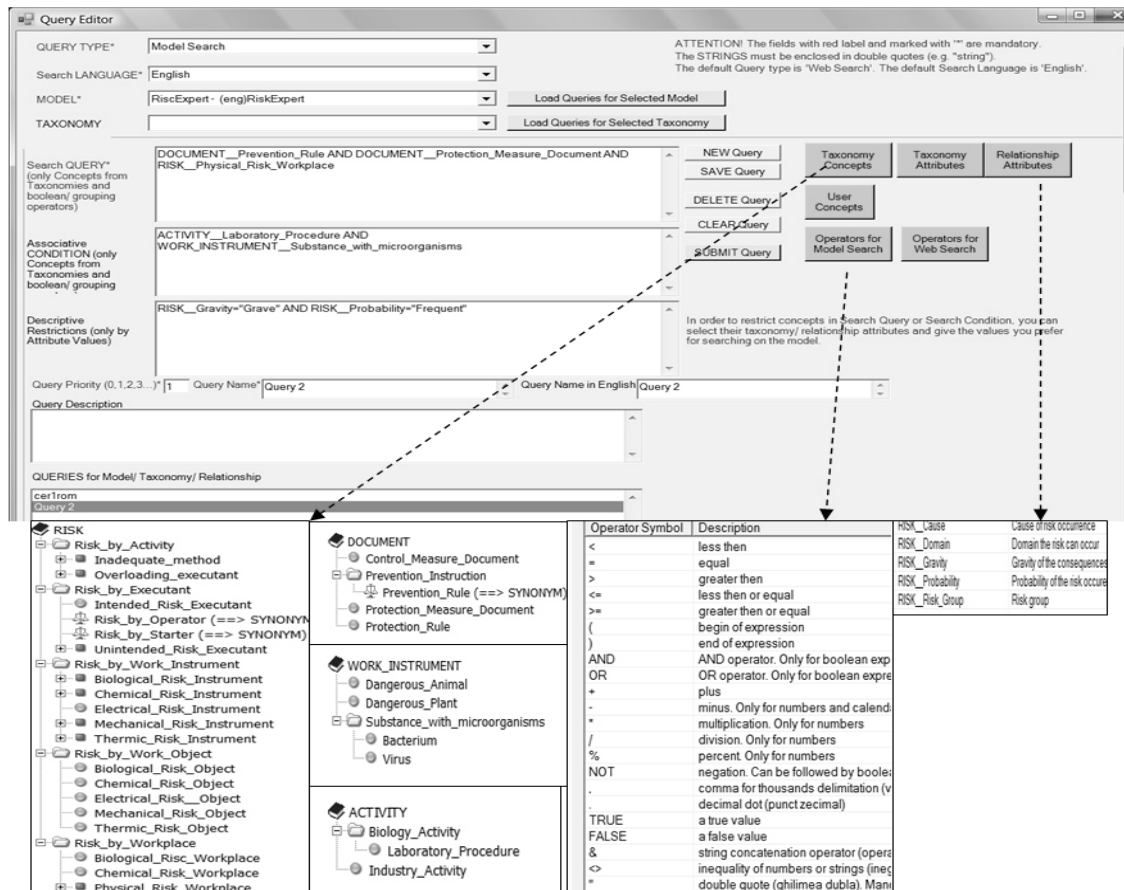 Query Editor
QUERY TYPE*
Model Search
ATTENTION! The fields with red label and marked with "*" are mandatory.
The STRINGS must be enclosed in double quotes (e.g. "string").
The default Query type is 'Web Search'. The default Search Language is 'English'.
Search LANGUAGE*
English
MODEL*
RiscExpert - (eng)RiskExpert
Load Queries for Selected Model
TAXONOMY
Load Queries for Selected Taxonomy
Search QUERY*
(only Concepts from
Taxonomies and
boolean/ grouping
operators)
DOCUMENT__Prevention_Rule AND DOCUMENT__Protection_Measure_Document AND
RISK__Physical_Risk_Workplace
NEW Query
SAVE Query
DELETE Query
CLEAR Query
SUBMIT Query
Taxonomy
Concepts
Taxonomy
Attributes
Relationship
Attributes
User
Concepts
Operators for
Model Search
Operators for
Web Search
Associative
CONDITION (only
Concepts from
Taxonomies and
boolean/ grouping
ACTIVITY__Laboratory_Procedure AND
WORK_INSTRUMENT__Substance_with_microorganisms
Descriptive
Restrictions (only by
Attribute Values)
RISK__Gravity="Grave" AND RISK__Probability="Frequent"
In order to restrict concepts in Search Query or Search Condition, you can
select their taxonomy/ relationship attributes and give the values you prefer
for searching on the model.
Query Priority (0,1,2,3...)*
1
Query Name*
Query 2
Query Name in English
Query 2
Query Description
QUERIES for Model/ Taxonomy/ Relationship
cer1rom
Query 2
RISK
Risk_by_Activity
Inadequate_method
Overloading_executant
Risk_by_Executant
Intended_Risk_Executant
Risk_by_Operator (==> SYNONYM
Risk_by_Starter (==> SYNONYM)
Unintended_Risk_Executant
Risk_by_Work_Instrument
Biological_Risk_Instrument
Chemical_Risk_Instrument
Electrical_Risk_Instrument
Mechanical_Risk_Instrument
Thermic_Risk_Instrument
Risk_by_Work_Object
Biological_Risk_Object
Chemical_Risk_Object
Electrical_Risk__Object
Mechanical_Risk_Object
Thermic_Risk_Object
Risk_by_Workplace
Biological_Risc_Workplace
Chemical_Risk_Workplace
Physical_Risk_Workplace
DOCUMENT
Control_Measure_Document
Prevention_Instruction
Prevention_Rule (==> SYNONYM)
Protection_Measure_Document
Protection_Rule
WORK_INSTRUMENT
Dangerous_Animal
Dangerous_Plant
Substance_with_microorganisms
Bacterium
Virus
ACTIVITY
Biology_Activity
Laboratory_Procedure
Industry_Activity
Operator Symbol Description
< less then
= equal
> greater then
<= less then or equal
>= greater then or equal
( begin of expression
) end of expression
AND AND operator. Only for boolean exp
OR OR operator. Only for boolean expre
+ plus
- minus. Only for numbers and calend
* multiplication. Only for numbers
/ division. Only for numbers
% percent. Only for numbers
NOT negation. Can be followed by boole
, comma for thousands delimitation (v
. decimal dot (punct zecimal)
TRUE a true value
FALSE a false value
& string concatenation operator (opera
<> inequality of numbers or strings (ineg
" double quote (ghilimea dubla). Man
RISK__Cause Cause of risk occurrence
RISK__Domain Domain the risk can occur
RISK__Gravity Gravity of the consequences
RISK__Probability Probability of the risk occure
RISK__Risk_Group Risk group